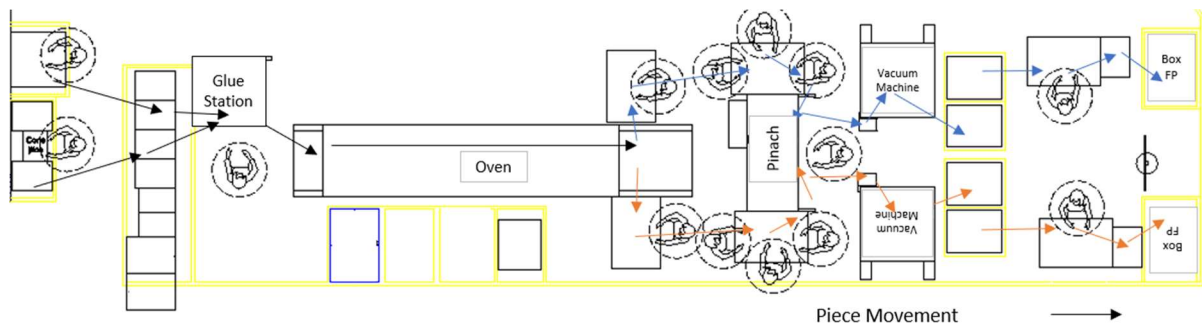 Glue
Station
Oven
Pinach
Vacuum
Machine
Vacuum
Machine
Box
FP
Box
FP
Piece Movement